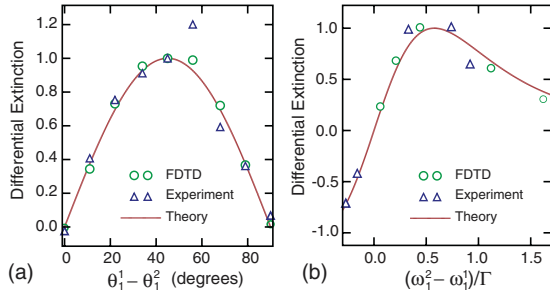 1.2
1.0
0.8
0.6
0.4
0.2
0.0
Differential Extinction
FDTD
Experiment
Theory
0 20 40 60 80
(a) θ₁¹ − θ₁² (degrees)
1.0
0.5
0.0
-0.5
-1.0
Differential Extinction
FDTD
Experiment
Theory
0.0 0.5 1.0 1.5
(b) (ω₁² − ω₁¹)/Γ